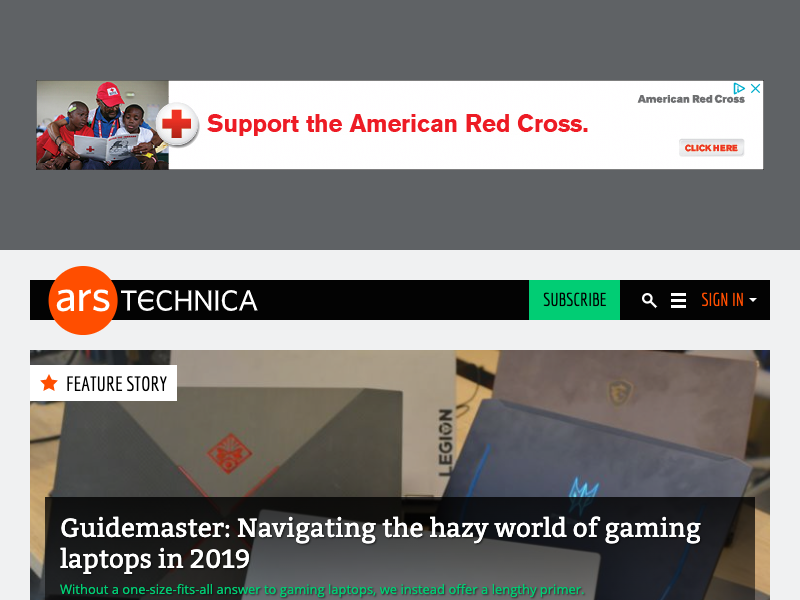 American Red Cross
Support the American Red Cross.
CLICK HERE
ars TECHNICA
SUBSCRIBE
SIGN IN
FEATURE STORY
LEGION
Guidemaster: Navigating the hazy world of gaming
laptops in 2019
Without a one-size-fits-all answer to gaming laptops, we instead offer a lengthy primer.